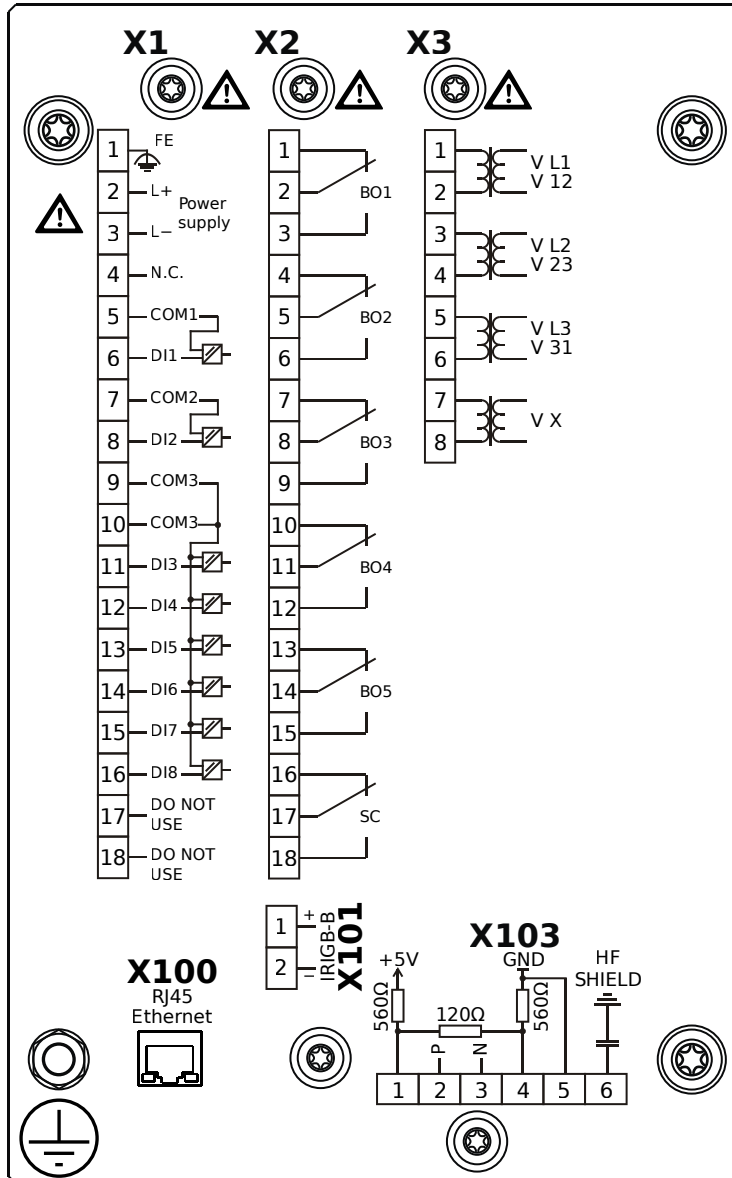 X1 X2 X3
1 FE
2 L+
Power
supply
3 L−
4 N.C.
5 COM1
6 DI1
7 COM2
8 DI2
9 COM3
10 COM3
11 DI3
12 DI4
13 DI5
14 DI6
15 DI7
16 DI8
17 DO NOT
USE
18 DO NOT
USE
1
2 BO1
3
4
5 BO2
6
7
8 BO3
9
10
11 BO4
12
13
14 BO5
15
16
17 SC
18
1 V L1
2 V 12
3 V L2
4 V 23
5 V L3
6 V 31
7 V X
8
X100
RJ45
Ethernet
1 +
2 −
IRIGB-B
X101
X103
+5V GND HF
SHIELD
560Ω 120Ω 560Ω
P N
1 2 3 4 5 6